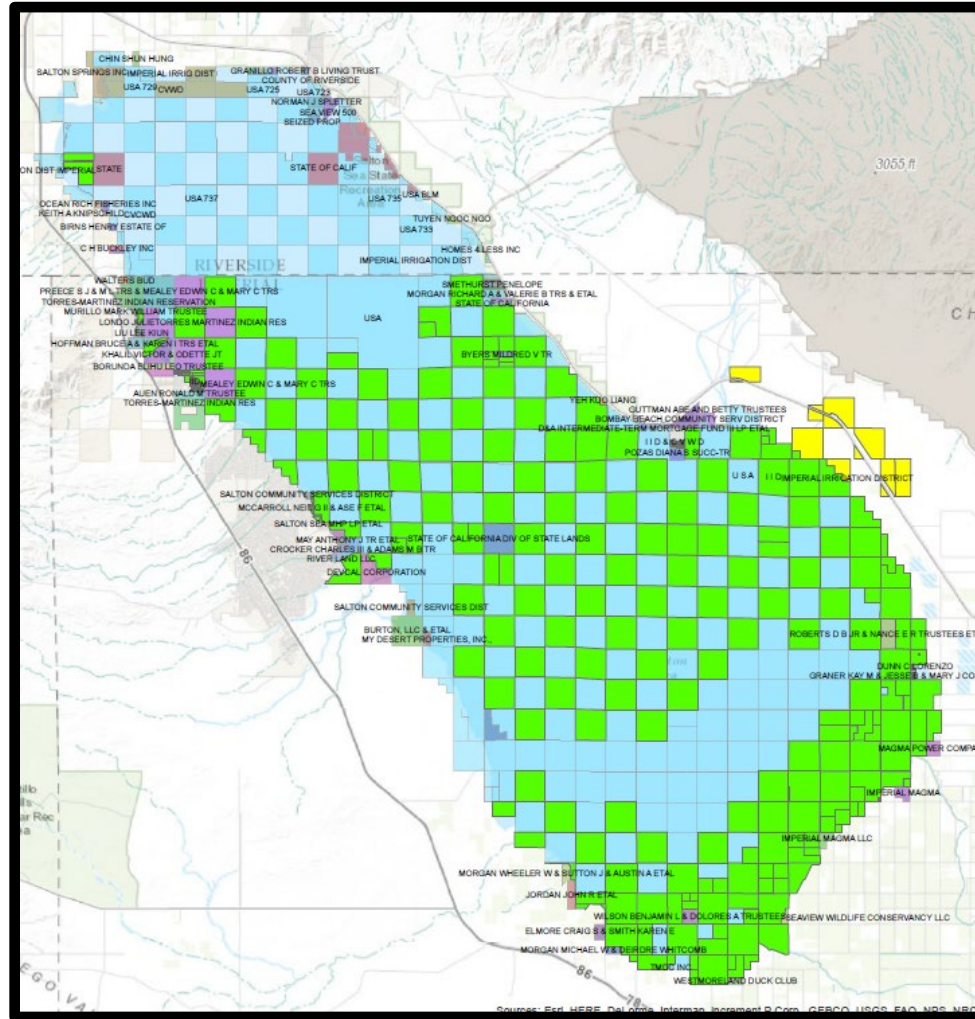 CHIN SHUN HUNG
SALTON SPRINGS INC
IMPERIAL IRRIG DIST
GRANILLO ROBERT B LIVING TRUST
COUNTY OF RIVERSIDE
USA 729
CVWD
USA 725
USA 723
NORMAN J SPLETTER
SEA VIEW 500
SEIZED PROP
ON DIST IMPERIAL
STATE
STATE OF CALIF
Salton
Sea State
Recreation
Area
3055 ft
USA 737
USA 735
USA BLM
OCEAN RICH FISHERIES INC
KEITH A KNIPSCHILD
CVCWD
TUYEN NGOC NGO
BIRNS HENRY ESTATE OF
USA 733
C H BUCKLEY INC
HOMES 4 LESS INC
IMPERIAL IRRIGATION DIST
RIVERSIDE
WALTERS BUD
SMETHURST PENELOPE
PREECE S J & M L TRS & MEALEY EDWIN C & MARY C TRS
MORGAN RICHARD A & VALERIE B TRS & ETAL
TORRES-MARTINEZ INDIAN RESERVATION
STATE OF CALIFORNIA
MURILLO MARK WILLIAM TRUSTEE
USA
C H
LONDO JULIE
TORRES MARTINEZ INDIAN RES
LIU LEE KIUN
HOFFMAN BRUCE A & KAREN I TRS ETAL
KHALIL VICTOR & ODETTE JT
BYERS MILDRED V TR
BORUNDA ELIHU LEO TRUSTEE
MEALEY EDWIN C & MARY C TRS
AUEN RONALD M TRUSTEE
TORRES-MARTINEZ INDIAN RES
YEH KUO LIANG
GUTTMAN ABE AND BETTY TRUSTEES
BOMBAY BEACH COMMUNITY SERV DISTRICT
D&A INTERMEDIATE-TERM MORTGAGE FUND III LP ETAL
I I D & C V W D
POZAS DIANA S SUCC-TR
U S A
I I D
IMPERIAL IRRIGATION DISTRICT
SALTON COMMUNITY SERVICES DISTRICT
MCCARROLL NEIL G II & ASE F ETAL
SALTON SEA MHP LP ETAL
MAY ANTHONY J TR ETAL
STATE OF CALIFORNIA DIV OF STATE LANDS
CROCKER CHARLES III & ADAMS M B TR
86
RIVER LAND LLC
DEVCAL CORPORATION
SALTON COMMUNITY SERVICES DIST
BURTON, LLC & ETAL
MY DESERT PROPERTIES, INC.,
ROBERTS D B JR & NANCE E R TRUSTEES ET
DUNN C LORENZO
GRANER KAY M & JESSE B & MARY J CO
MAGMA POWER COMPA
IMPERIAL MAGMA
IMPERIAL MAGMA LLC
MORGAN WHEELER W & SUTTON J & AUSTIN A ETAL
JORDAN JOHN R ETAL
WILSON BENJAMIN L & DOLORES A TRUSTEES
SEAVIEW WILDLIFE CONSERVANCY LLC
ELMORE CRAIG S & SMITH KAREN E
MORGAN MICHAEL W & DEIRDRE WHITCOMB
TMDC INC
WESTMORELAND DUCK CLUB
86
78
Sources: Esri, HERE, DeLorme, Intermap, increment P Corp., GEBCO, USGS, FAO, NPS, NRC